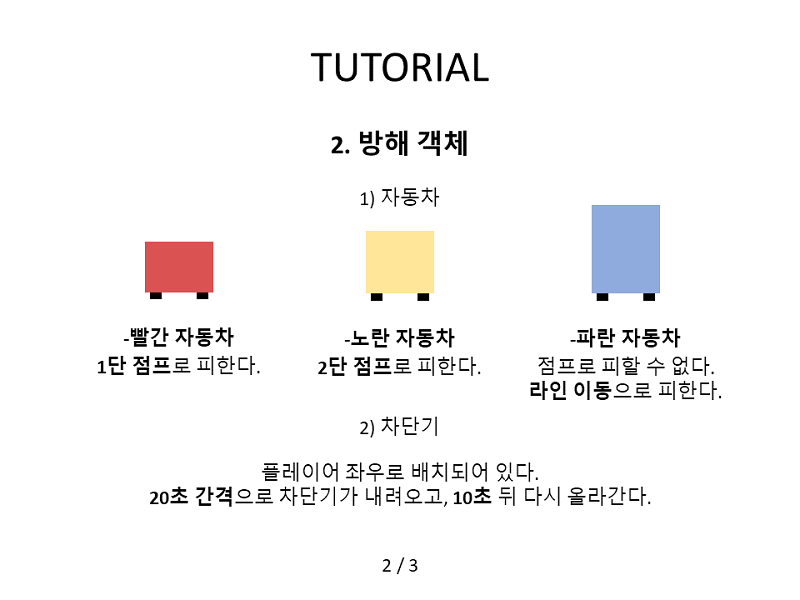 TUTORIAL
2. 방해 객체
1) 자동차
-빨간 자동차
1단 점프로 피한다.
-노란 자동차
2단 점프로 피한다.
-파란 자동차
점프로 피할 수 없다.
라인 이동으로 피한다.
2) 차단기
플레이어 좌우로 배치되어 있다.
20초 간격으로 차단기가 내려오고, 10초 뒤 다시 올라간다.
2 / 3